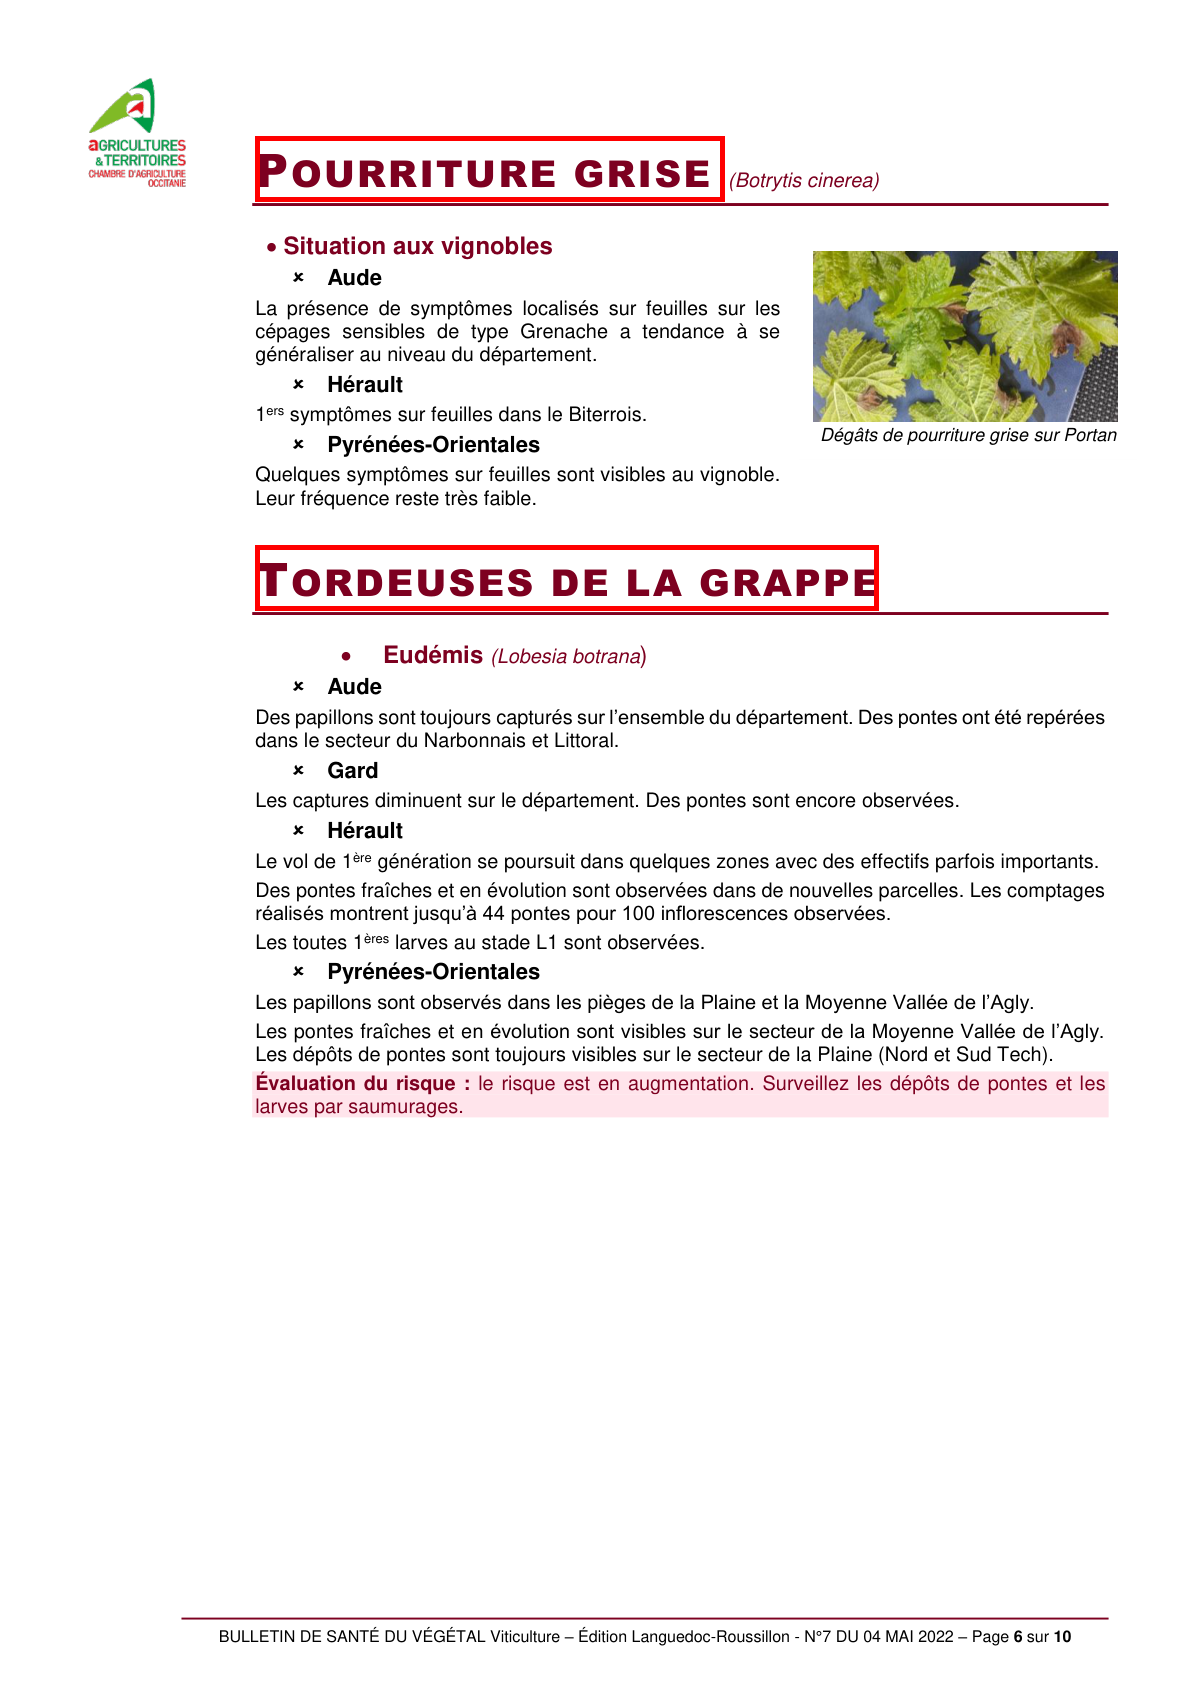 aGRICULTURES
& TERRITOIRES
CHAMBRE D'AGRICULTURE
OCCITANIE
POURRITURE GRISE (Botrytis cinerea)
• Situation aux vignobles
× Aude
La présence de symptômes localisés sur feuilles sur les
cépages sensibles de type Grenache a tendance à se
généraliser au niveau du département.
× Hérault
1ers symptômes sur feuilles dans le Biterrois.
Dégâts de pourriture grise sur Portan
× Pyrénées-Orientales
Quelques symptômes sur feuilles sont visibles au vignoble.
Leur fréquence reste très faible.
TORDEUSES DE LA GRAPPE
• Eudémis (Lobesia botrana)
× Aude
Des papillons sont toujours capturés sur l'ensemble du département. Des pontes ont été repérées
dans le secteur du Narbonnais et Littoral.
× Gard
Les captures diminuent sur le département. Des pontes sont encore observées.
× Hérault
Le vol de 1ère génération se poursuit dans quelques zones avec des effectifs parfois importants.
Des pontes fraîches et en évolution sont observées dans de nouvelles parcelles. Les comptages
réalisés montrent jusqu'à 44 pontes pour 100 inflorescences observées.
Les toutes 1ères larves au stade L1 sont observées.
× Pyrénées-Orientales
Les papillons sont observés dans les pièges de la Plaine et la Moyenne Vallée de l'Agly.
Les pontes fraîches et en évolution sont visibles sur le secteur de la Moyenne Vallée de l'Agly.
Les dépôts de pontes sont toujours visibles sur le secteur de la Plaine (Nord et Sud Tech).
Évaluation du risque : le risque est en augmentation. Surveillez les dépôts de pontes et les
larves par saumurages.
BULLETIN DE SANTÉ DU VÉGÉTAL Viticulture – Édition Languedoc-Roussillon - N°7 DU 04 MAI 2022 – Page 6 sur 10